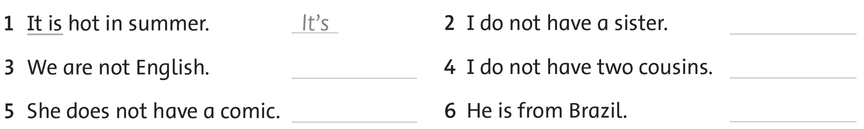 1 It is hot in summer. It's 2 I do not have a sister.
3 We are not English. 4 I do not have two cousins.
5 She does not have a comic. 6 He is from Brazil.